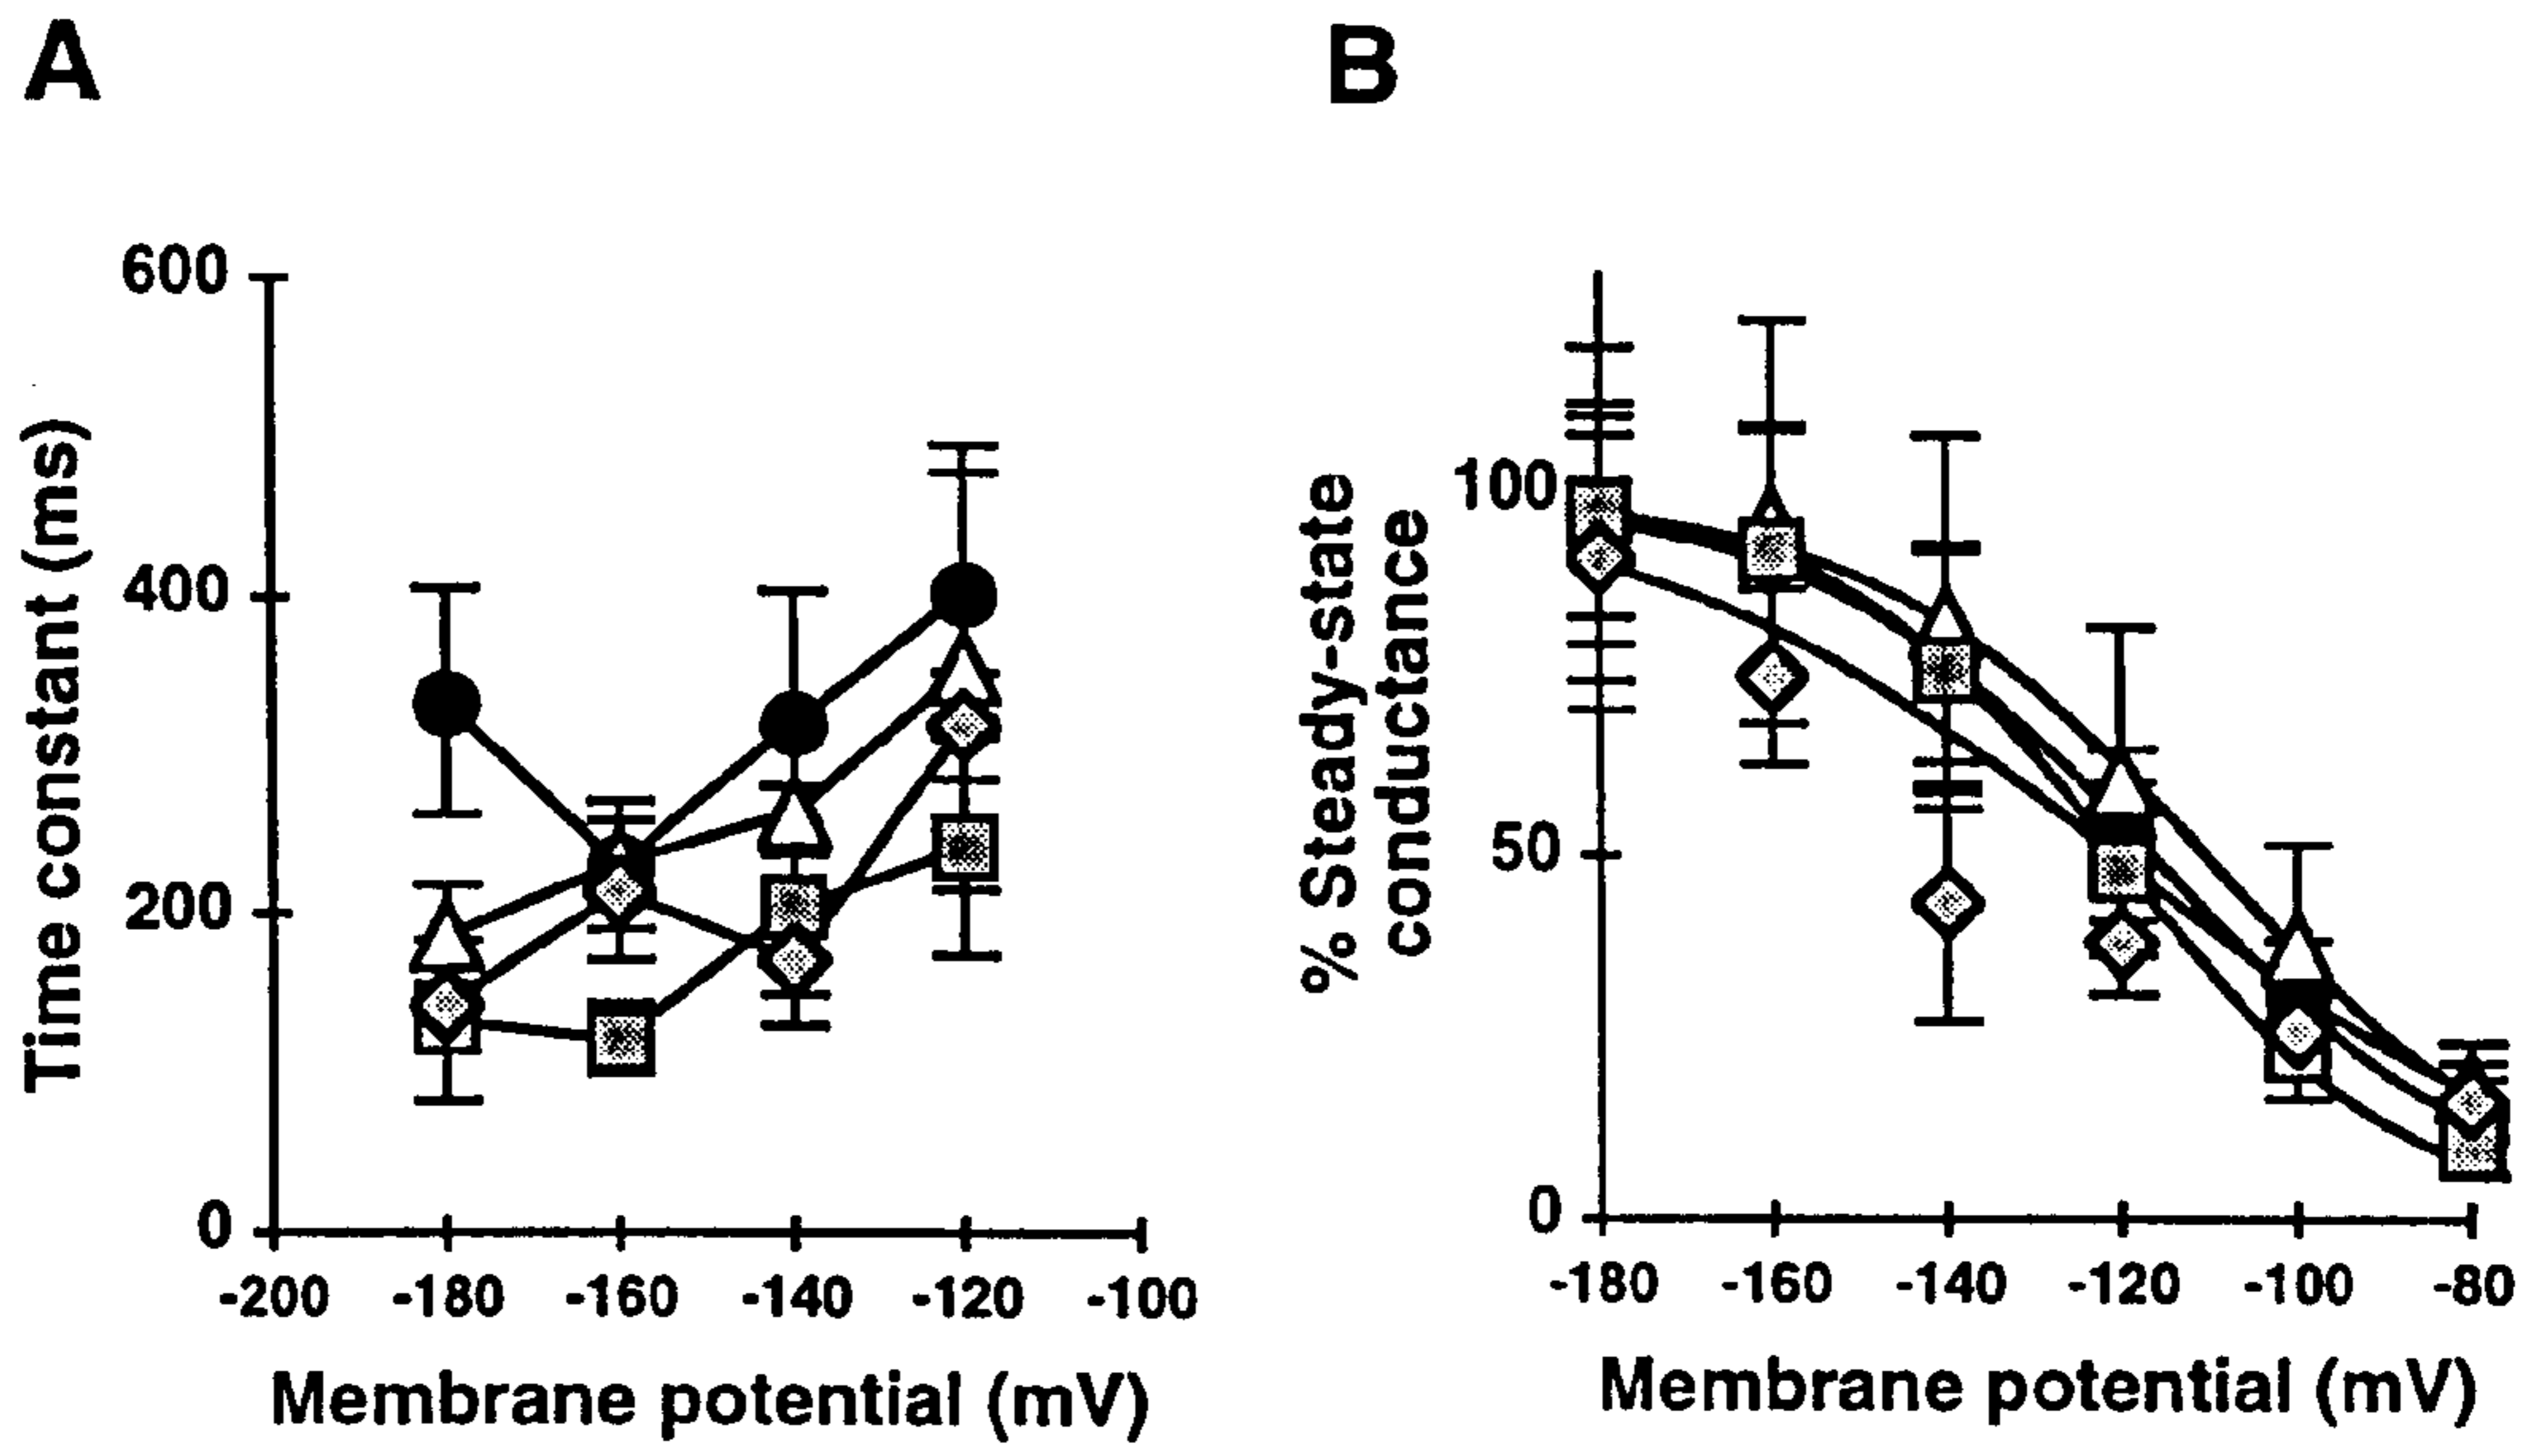 A
600
400
200
0
-200 -180 -160 -140 -120 -100
Membrane potential (mV)
Time constant (ms)
B
100
50
0
-180 -160 -140 -120 -100 -80
Membrane potential (mV)
% Steady-state
conductance